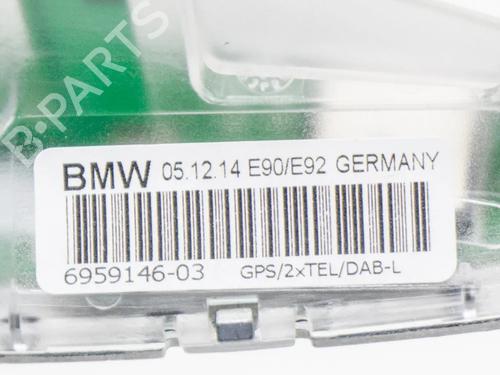 B-PARTS
BMW 05.12.14 E90/E92 GERMANY
6959146-03 GPS/2xTEL/DAB-L